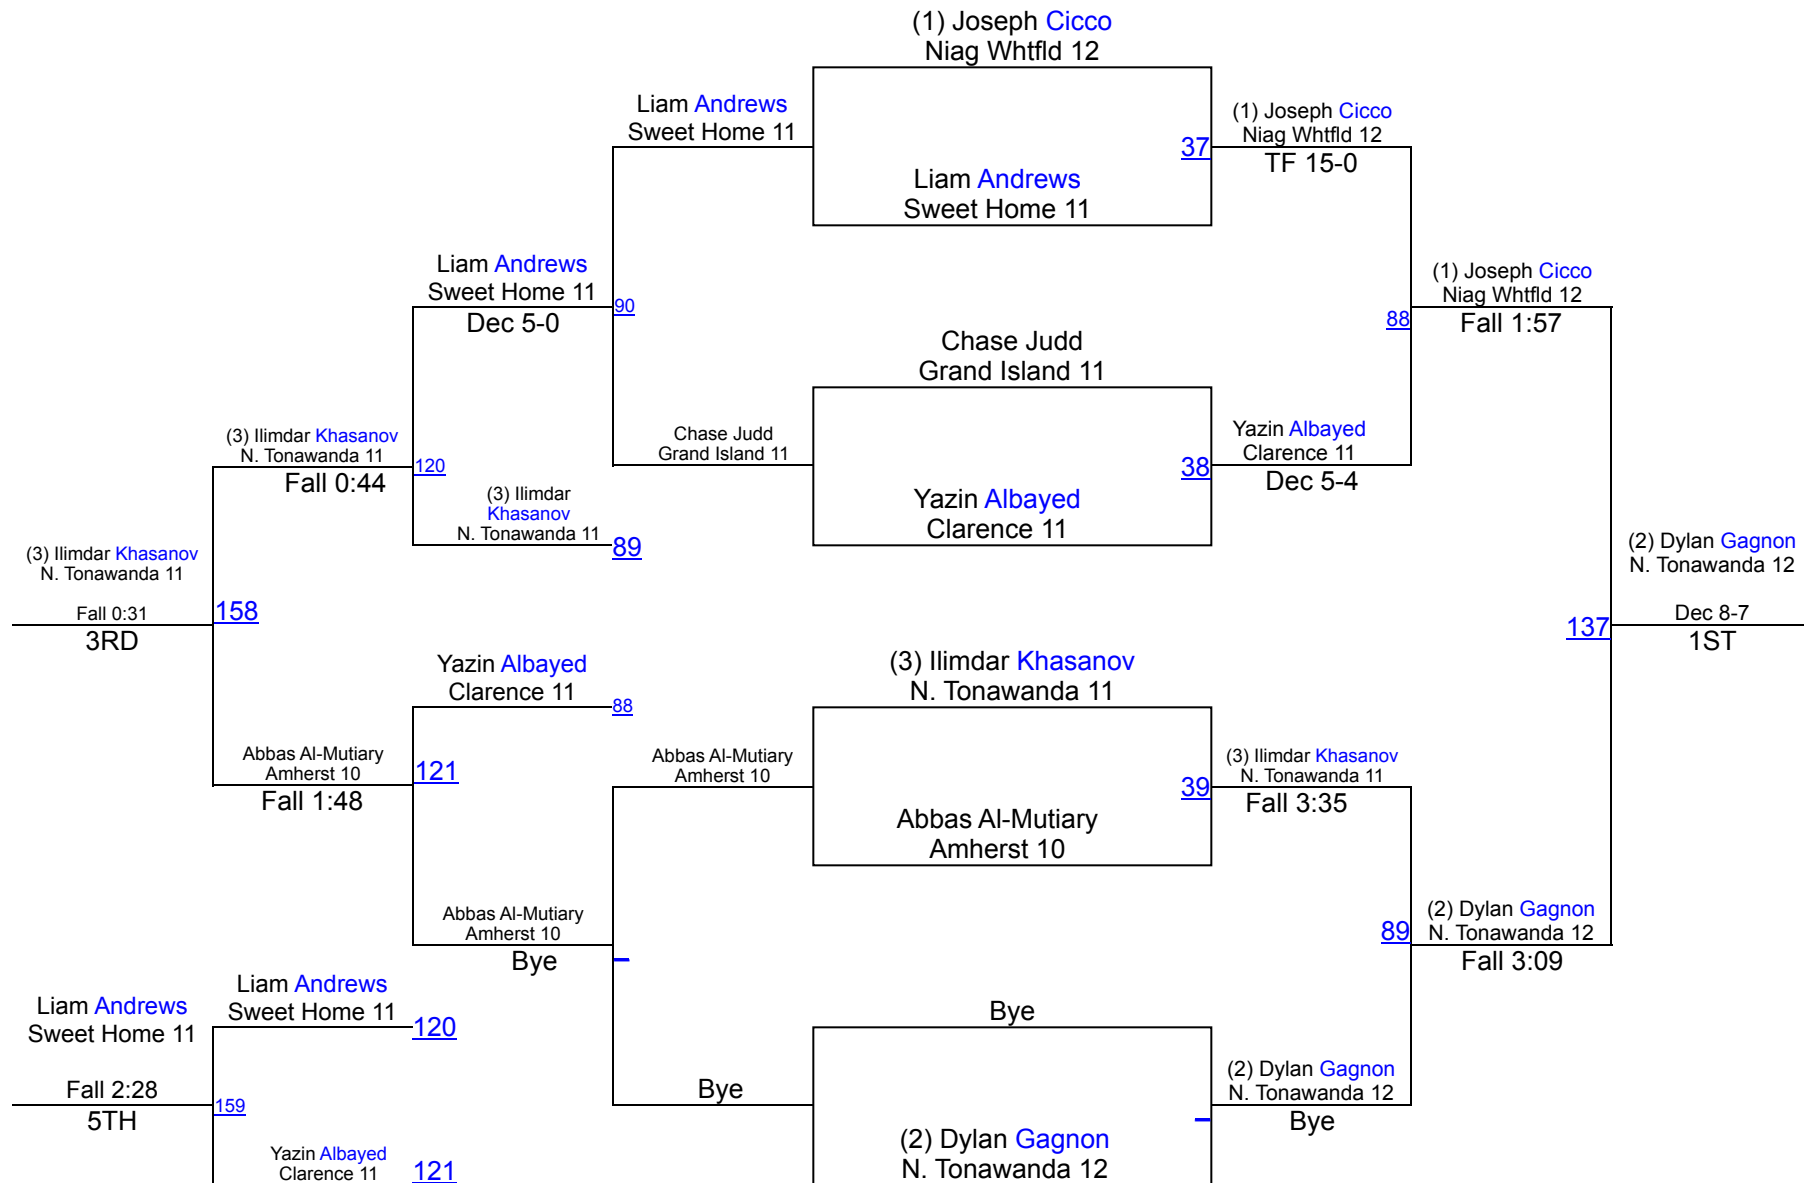 (1) Joseph Cicco
Niag Whtfld 12
Liam Andrews
Sweet Home 11
(1) Joseph Cicco
Niag Whtfld 12
37
TF 15-0
Liam Andrews
Sweet Home 11
Liam Andrews
Sweet Home 11
90
Dec 5-0
(1) Joseph Cicco
Niag Whtfld 12
88
Fall 1:57
Chase Judd
Grand Island 11
(3) Ilimdar Khasanov
N. Tonawanda 11
120
Fall 0:44
Chase Judd
Grand Island 11
Yazin Albayed
Clarence 11
38
Dec 5-4
(3) Ilimdar
Khasanov
N. Tonawanda 11
89
Yazin Albayed
Clarence 11
(3) Ilimdar Khasanov
N. Tonawanda 11
Fall 0:31
158
3RD
(2) Dylan Gagnon
N. Tonawanda 12
Dec 8-7
137
1ST
Yazin Albayed
Clarence 11
88
(3) Ilimdar Khasanov
N. Tonawanda 11
Abbas Al-Mutiary
Amherst 10
121
Fall 1:48
Abbas Al-Mutiary
Amherst 10
(3) Ilimdar Khasanov
N. Tonawanda 11
39
Fall 3:35
Abbas Al-Mutiary
Amherst 10
Abbas Al-Mutiary
Amherst 10
Bye
89
(2) Dylan Gagnon
N. Tonawanda 12
Fall 3:09
Liam Andrews
Sweet Home 11
Liam Andrews
Sweet Home 11
120
Bye
Fall 2:28
159
5TH
Bye
(2) Dylan Gagnon
N. Tonawanda 12
Bye
Yazin Albayed
Clarence 11
121
(2) Dylan Gagnon
N. Tonawanda 12